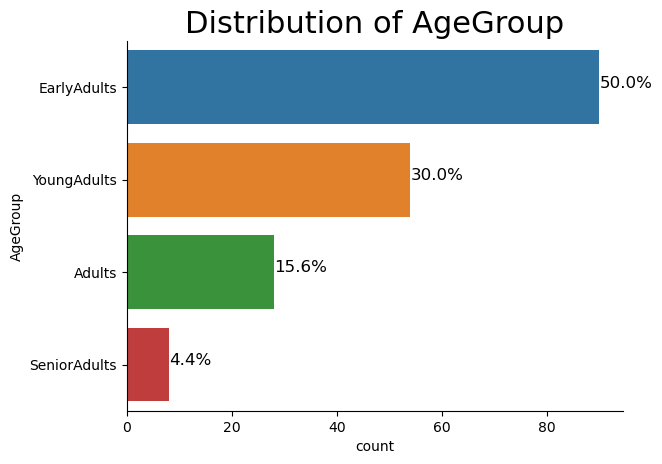 Distribution of AgeGroup
EarlyAdults
50.0%
YoungAdults
30.0%
AgeGroup
Adults
15.6%
SeniorAdults
4.4%
0 20 40 60 80
count